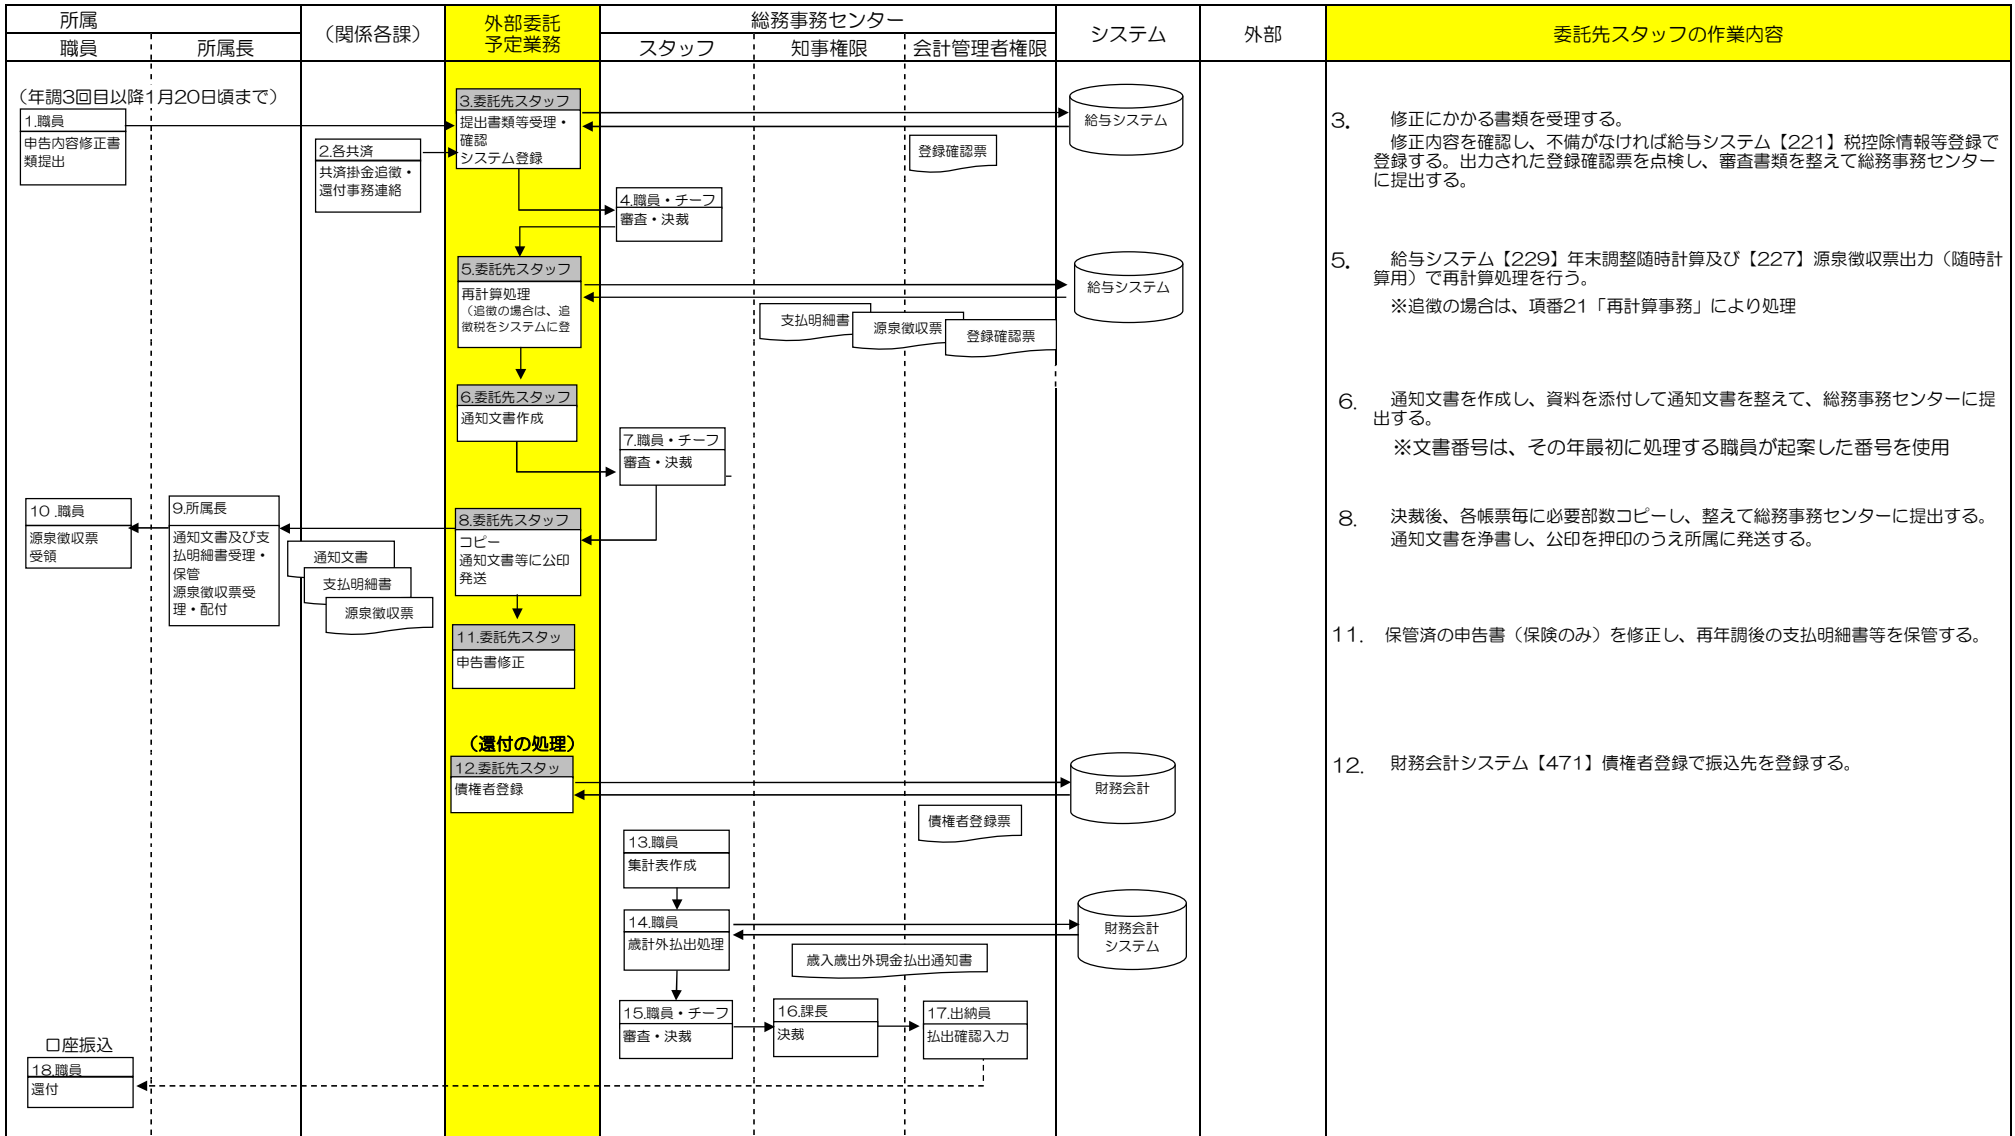 所属
（関係各課）
外部委託
予定業務
総務事務センター
システム
外部
委託先スタッフの作業内容
職員
所属長
スタッフ
知事権限
会計管理者権限
（年調3回目以降1月20日頃まで）
1.職員
申告内容修正書
類提出
2.各共済
共済掛金追徴・
還付事務連絡
3.委託先スタッフ
提出書類等受理・
確認
システム登録
給与システム
登録確認票
4.職員・チーフ
審査・決裁
5.委託先スタッフ
再計算処理
（追徴の場合は、追
徴税をシステムに登
給与システム
支払明細書
源泉徴収票
登録確認票
6.委託先スタッフ
通知文書作成
7.職員・チーフ
審査・決裁
8.委託先スタッフ
コピー
通知文書等に公印
発送
9.所属長
通知文書及び支
払明細書受理・
保管
源泉徴収票受
理・配付
10 .職員
源泉徴収票
受領
通知文書
支払明細書
源泉徴収票
11.委託先スタッ
申告書修正
（還付の処理）
12.委託先スタッ
債権者登録
財務会計
債権者登録票
13.職員
集計表作成
14.職員
歳計外払出処理
財務会計
システム
歳入歳出外現金払出通知書
15.職員・チーフ
審査・決裁
16.課長
決裁
17.出納員
払出確認入力
口座振込
18.職員
還付
3. 修正にかかる書類を受理する。
修正内容を確認し、不備がなければ給与システム【221】税控除情報等登録で
登録する。出力された登録確認票を点検し、審査書類を整えて総務事務センター
に提出する。
5. 給与システム【229】年末調整随時計算及び【227】源泉徴収票出力（随時計
算用）で再計算処理を行う。
※追徴の場合は、項番21「再計算事務」により処理
6. 通知文書を作成し、資料を添付して通知文書を整えて、総務事務センターに提
出する。
※文書番号は、その年最初に処理する職員が起案した番号を使用
8. 決裁後、各帳票毎に必要部数コピーし、整えて総務事務センターに提出する。
通知文書を浄書し、公印を押印のうえ所属に発送する。
11. 保管済の申告書（保険のみ）を修正し、再年調後の支払明細書等を保管する。
12. 財務会計システム【471】債権者登録で振込先を登録する。